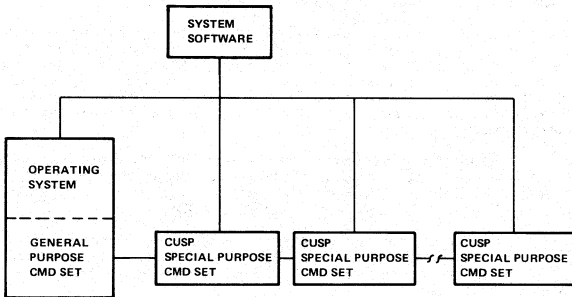 SYSTEM
SOFTWARE
OPERATING
SYSTEM
GENERAL
PURPOSE
CMD SET
CUSP
SPECIAL PURPOSE
CMD SET
CUSP
SPECIAL PURPOSE
CMD SET
CUSP
SPECIAL PURPOSE
CMD SET